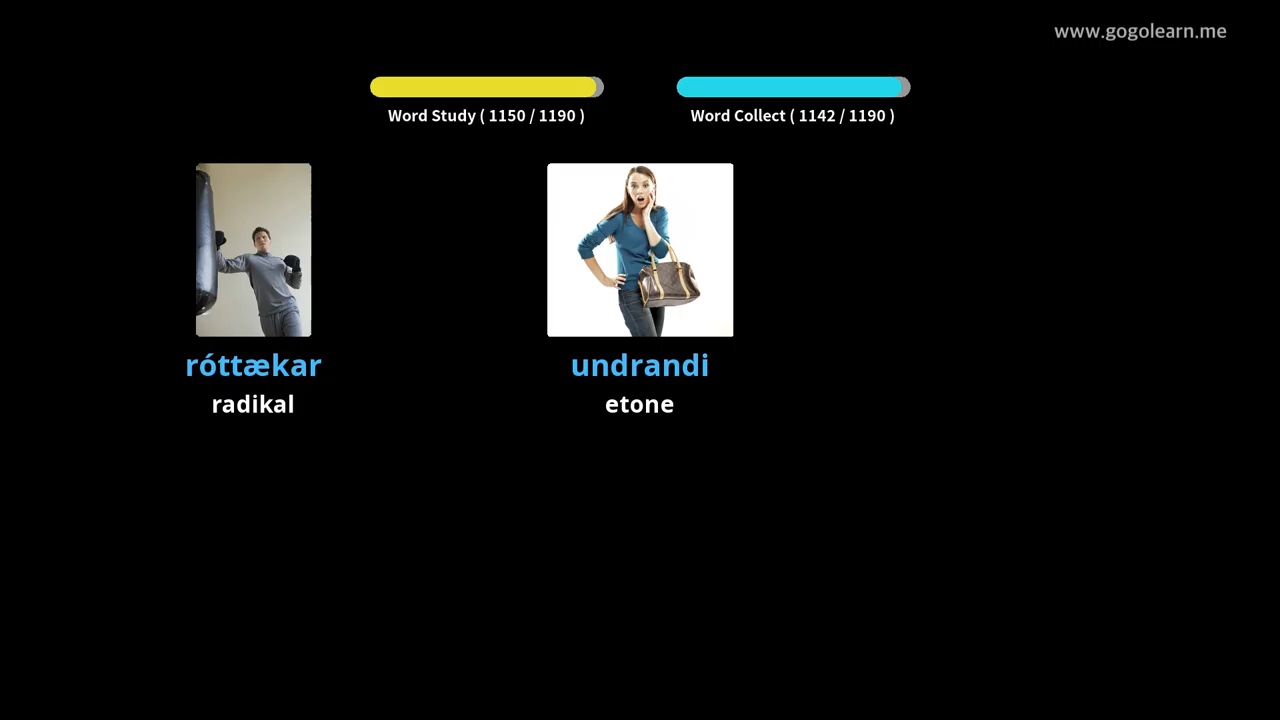 www.gogolearn.me
Word Study ( 1150 / 1190 )
Word Collect ( 1142 / 1190 )
róttækar
radikal
undrandi
etone